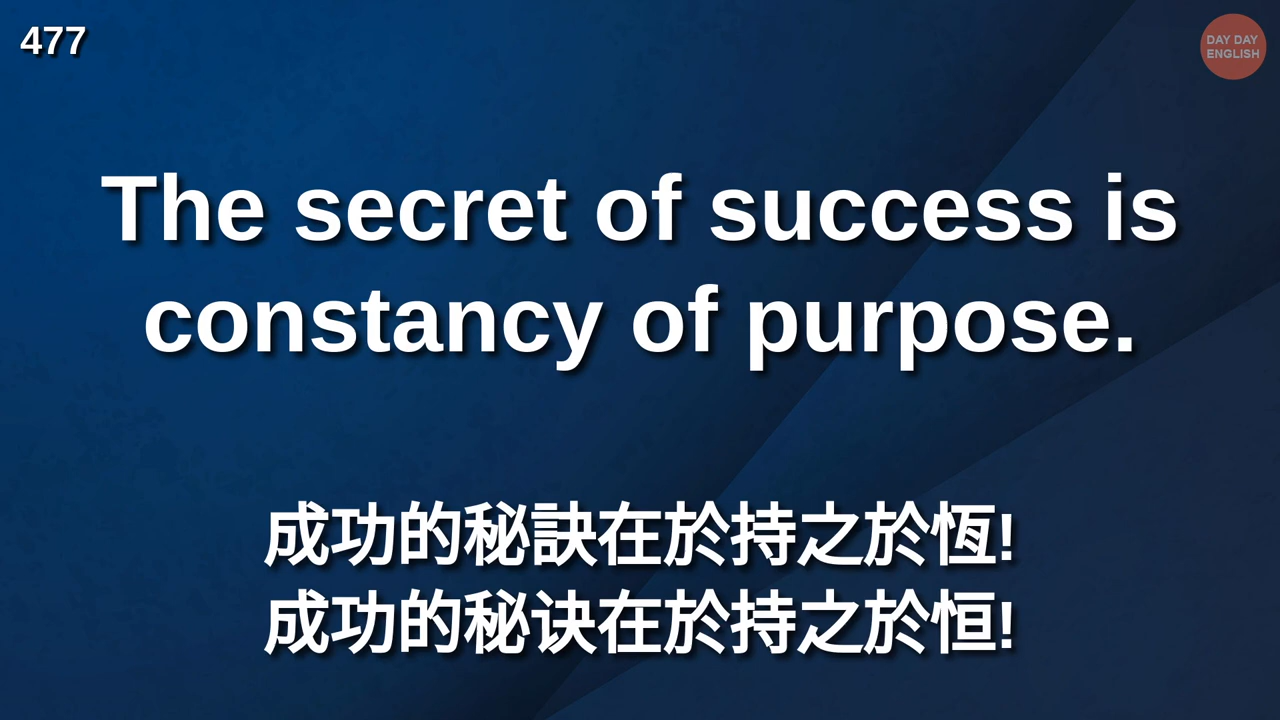 477
DAY DAY
ENGLISH
The secret of success is
constancy of purpose.
成功的秘訣在於持之於恆!
成功的秘诀在於持之於恒!